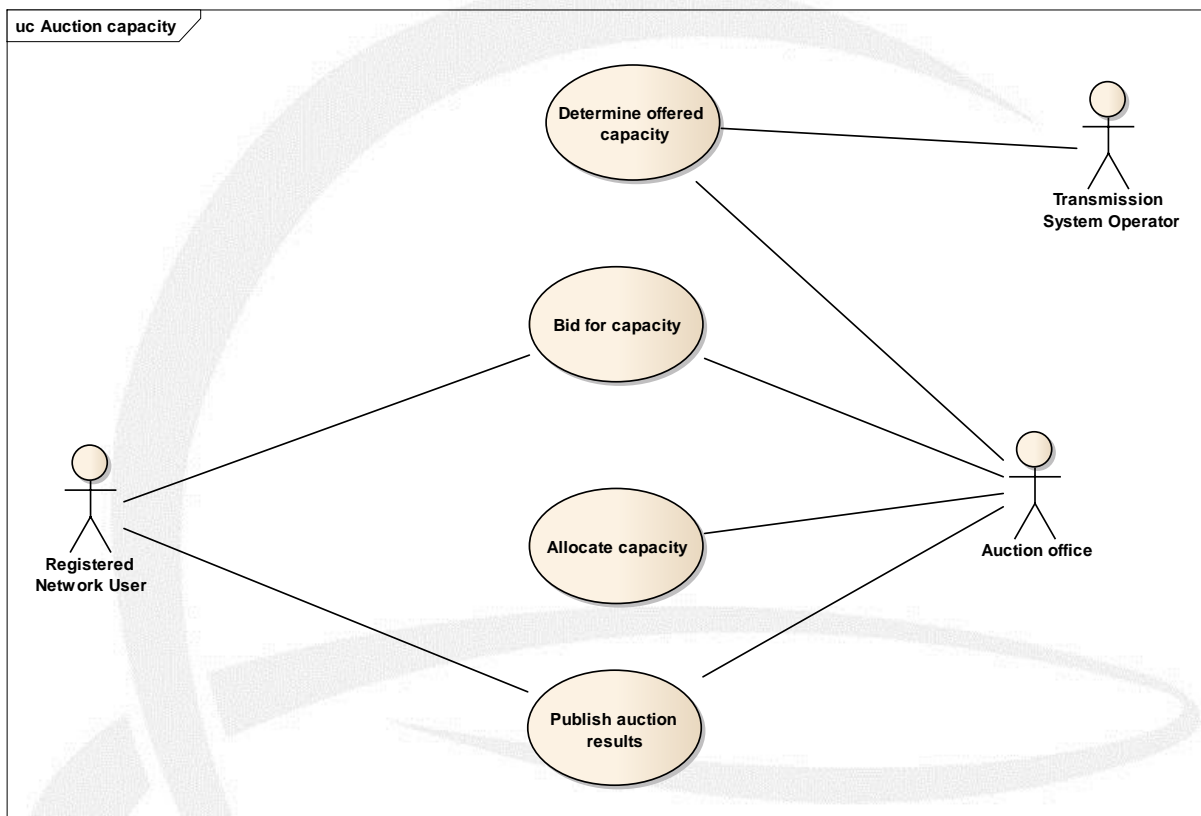 uc Auction capacity
Determine offered
capacity
Transmission
System Operator
Bid for capacity
Registered
Network User
Allocate capacity
Auction office
Publish auction
results